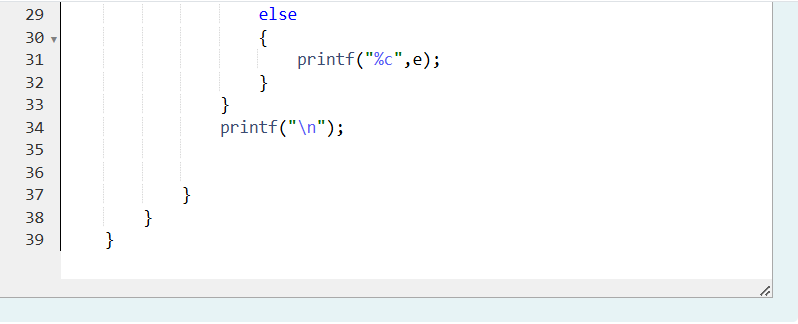 29 else
30 {
31 printf("%c",e);
32 }
33 }
34 printf("\n");
35
36
37 }
38 }
39 }